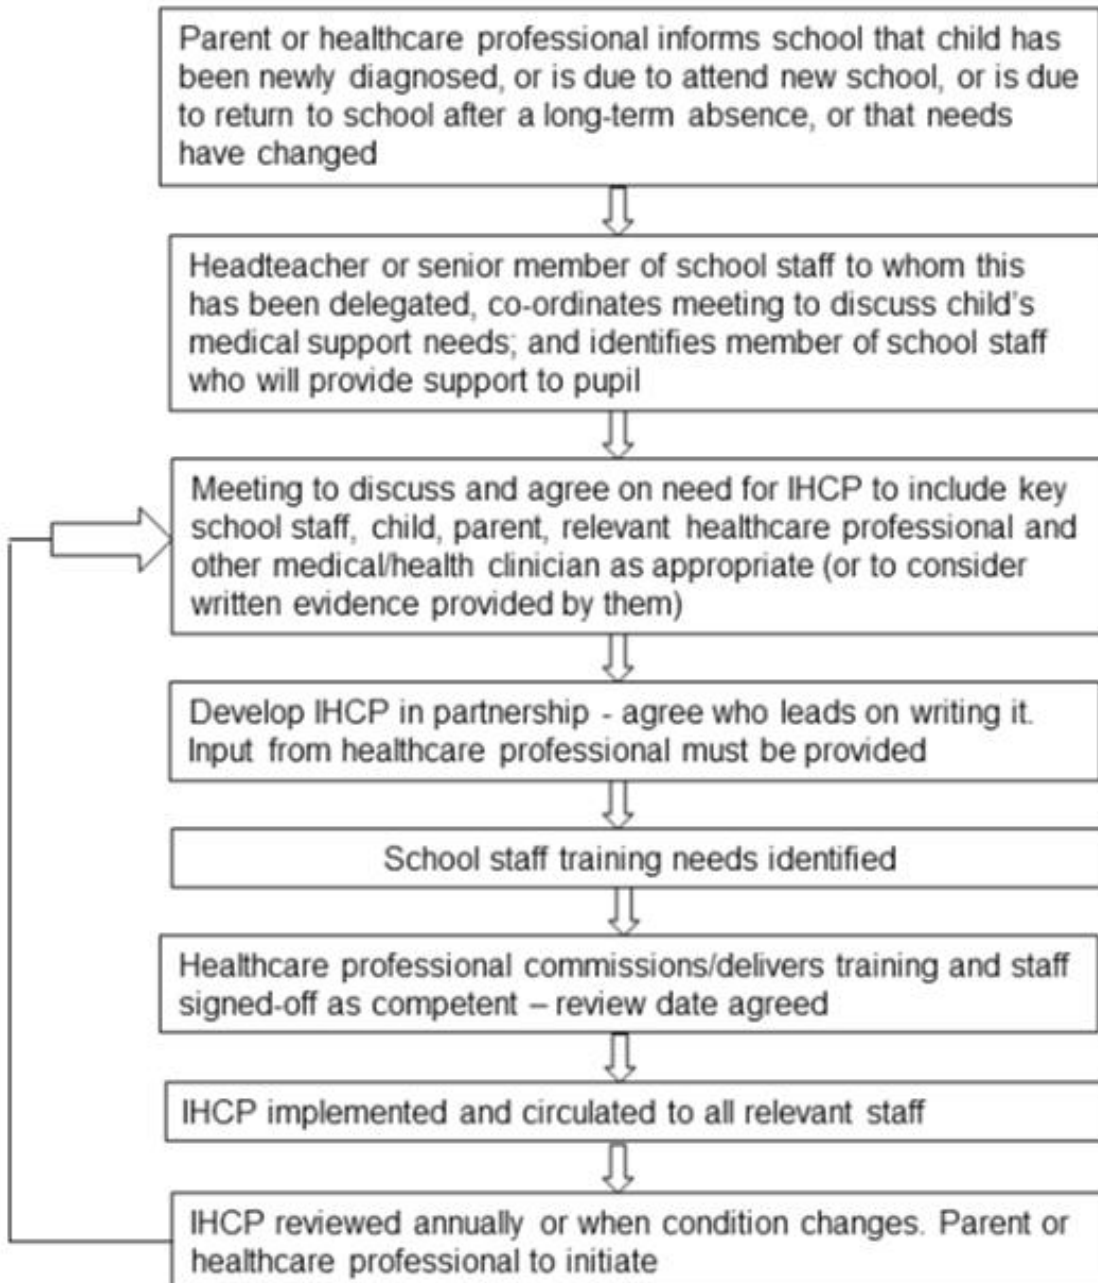 Parent or healthcare professional informs school that child has
been newly diagnosed, or is due to attend new school, or is due
to return to school after a long-term absence, or that needs
have changed
Headteacher or senior member of school staff to whom this
has been delegated, co-ordinates meeting to discuss child's
medical support needs; and identifies member of school staff
who will provide support to pupil
Meeting to discuss and agree on need for IHCP to include key
school staff, child, parent, relevant healthcare professional and
other medical/health clinician as appropriate (or to consider
written evidence provided by them)
Develop IHCP in partnership - agree who leads on writing it.
Input from healthcare professional must be provided
School staff training needs identified
Healthcare professional commissions/delivers training and staff
signed-off as competent – review date agreed
IHCP implemented and circulated to all relevant staff
IHCP reviewed annually or when condition changes. Parent or
healthcare professional to initiate